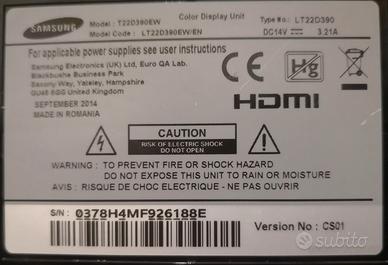 SAMSUNG
Model : T22D390EW
Model Code : LT22D390EW/EN
Color Display Unit
Type No.: LT22D390
DC14V 3.21A
For applicable power supplies see user instructions
Samsung Electronics (UK) Ltd, Euro QA Lab.
Blackbushe Business Park
Saxony Way, Yateley, Hampshire
GU46 6GG United Kingdom
SEPTEMBER 2014
MADE IN ROMANIA
CE
Hg
HDMI
CAUTION
RISK OF ELECTRIC SHOCK
DO NOT OPEN
WARNING : TO PREVENT FIRE OR SHOCK HAZARD
DO NOT EXPOSE THIS UNIT TO RAIN OR MOISTURE
AVIS : RISQUE DE CHOC ELECTRIQUE - NE PAS OUVRIR
S/N : 0378H4MF926188E
Version No : CS01
subito